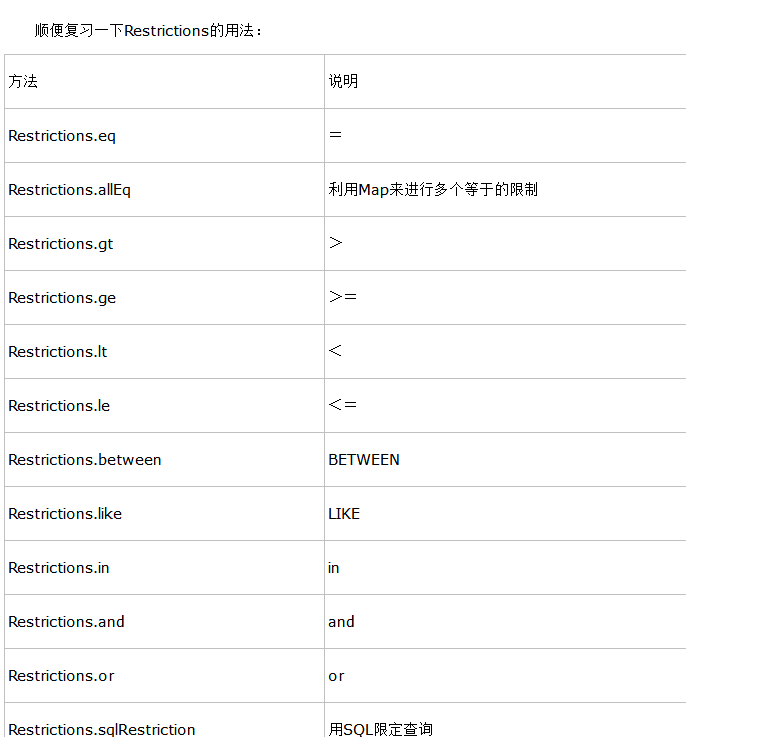 顺便复习一下Restrictions的用法：
方法 说明
Restrictions.eq ＝
Restrictions.allEq 利用Map来进行多个等于的限制
Restrictions.gt ＞
Restrictions.ge ＞＝
Restrictions.lt ＜
Restrictions.le ＜＝
Restrictions.between BETWEEN
Restrictions.like LIKE
Restrictions.in in
Restrictions.and and
Restrictions.or or
Restrictions.sqlRestriction 用SQL限定查询